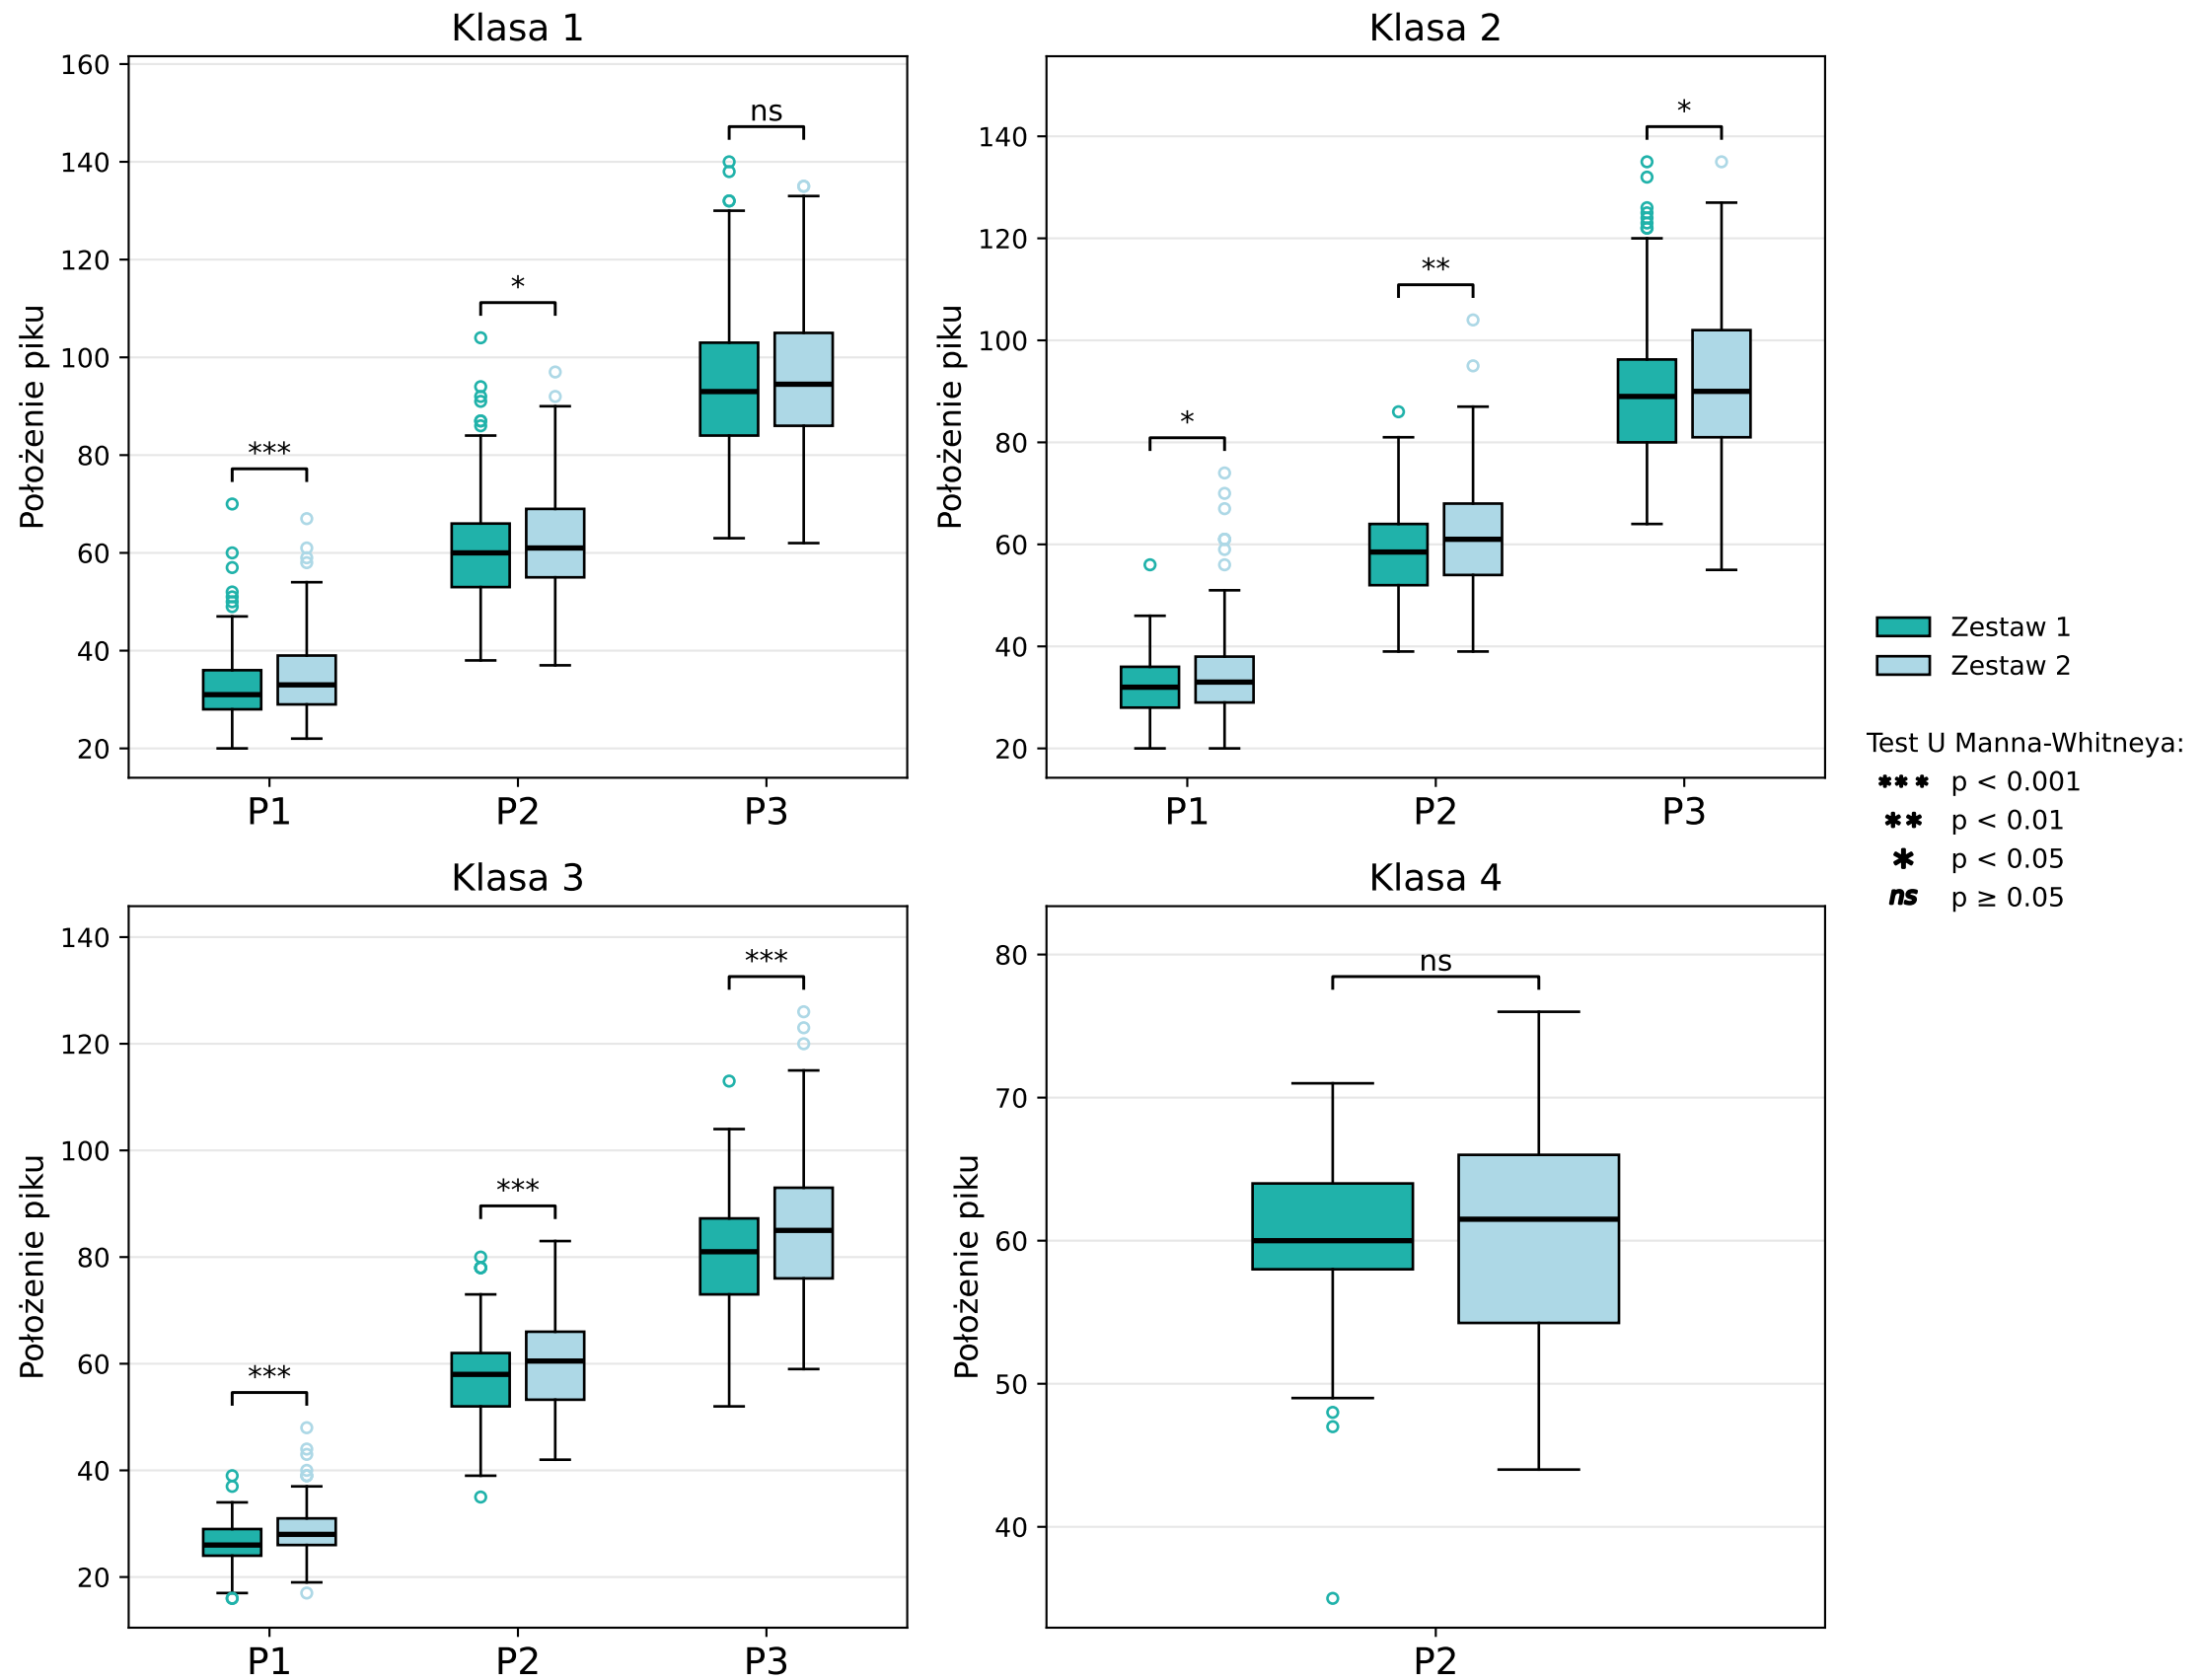 Klasa 1
Położenie piku
160
140
120
100
80
60
40
20
***
*
ns
P1
P2
P3
Klasa 2
Położenie piku
140
120
100
80
60
40
20
*
**
*
P1
P2
P3
Zestaw 1
Zestaw 2
Test U Manna-Whitneya:
*** p < 0.001
** p < 0.01
* p < 0.05
ns p ≥ 0.05
Klasa 3
Położenie piku
140
120
100
80
60
40
20
***
***
***
P1
P2
P3
Klasa 4
Położenie piku
80
70
60
50
40
ns
P2